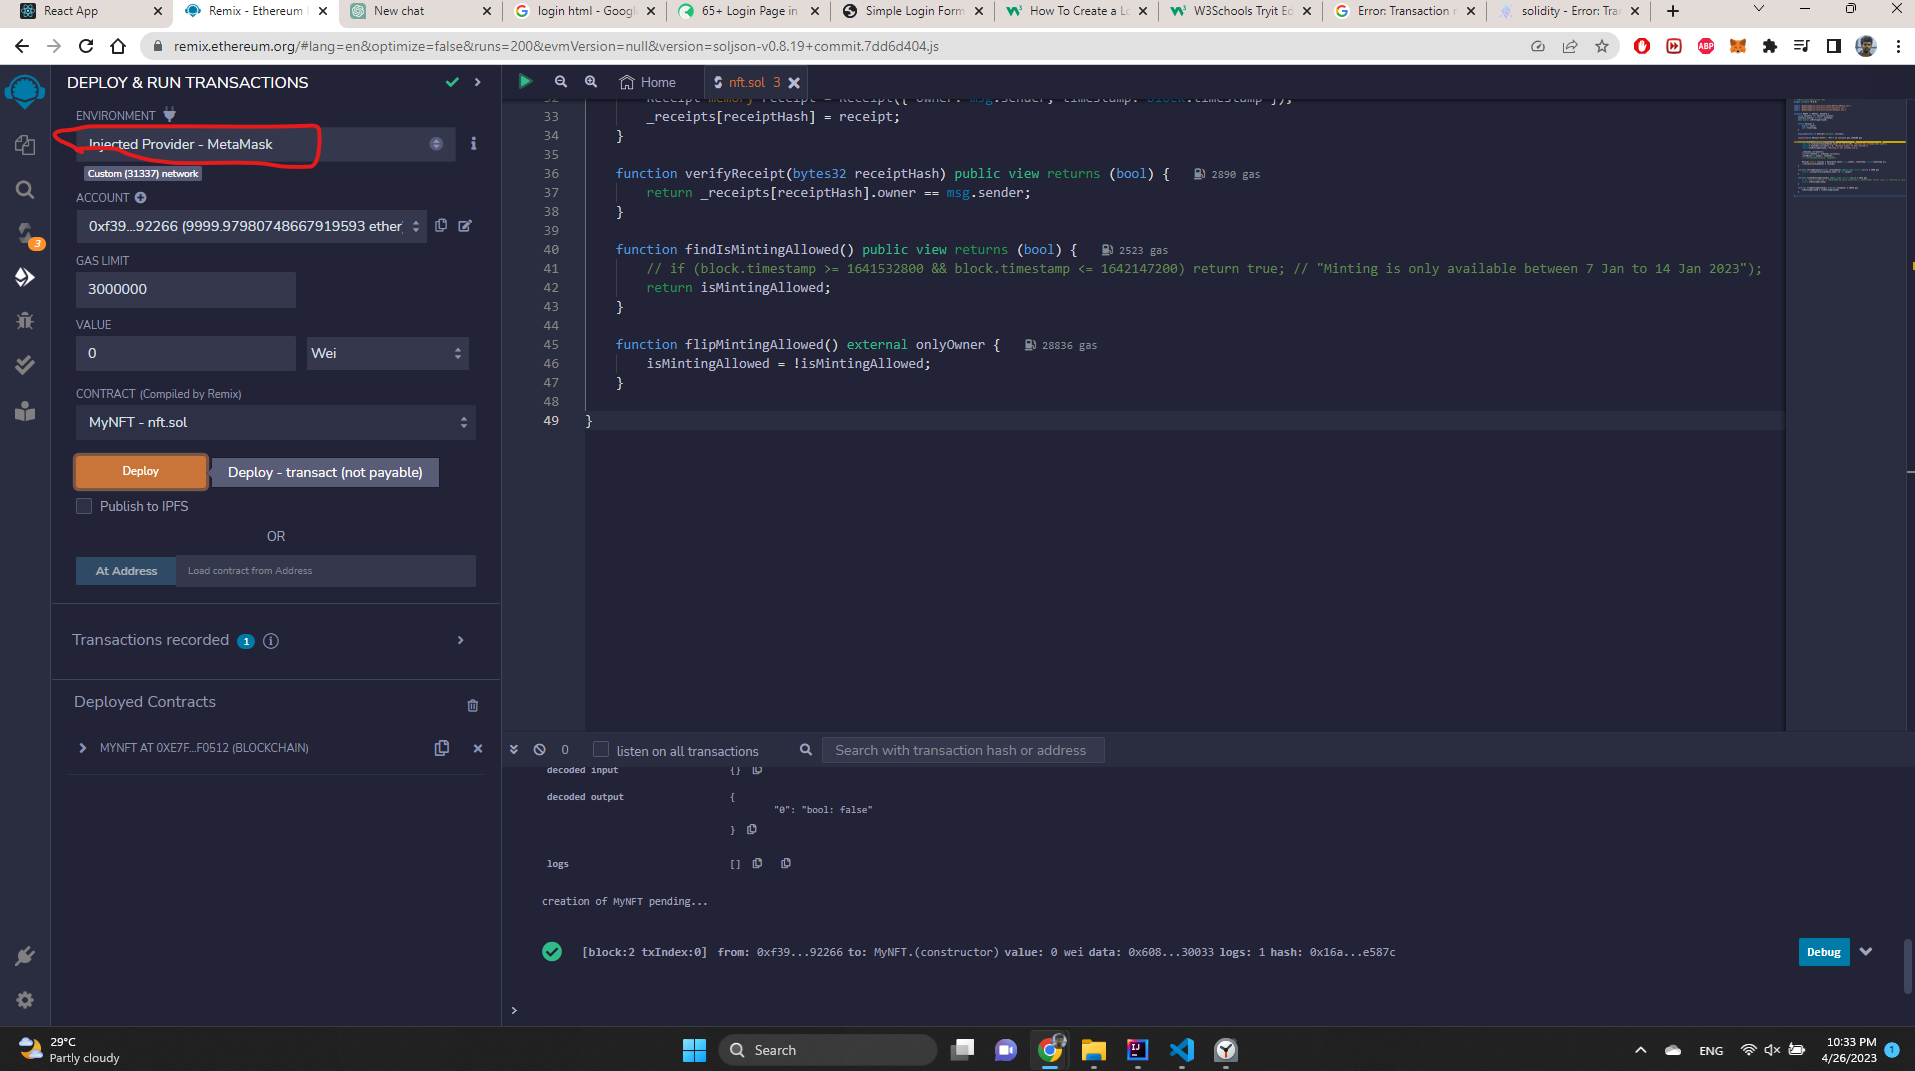 React App
Remix - Ethereum
New chat
login html - Googl
65+ Login Page in
Simple Login Form
How To Create a Lo
W3Schools Tryit Ed
Error: Transaction r
solidity - Error: Tra
remix.ethereum.org/#lang=en&optimize=false&runs=200&evmVersion=null&version=soljson-v0.8.19+commit.7dd6d404.js
DEPLOY & RUN TRANSACTIONS
ENVIRONMENT
Injected Provider - MetaMask
Custom (31337) network
ACCOUNT
0xf39...92266 (9999.97980748667919593 ether)
3
GAS LIMIT
3000000
VALUE
0
Wei
CONTRACT (Compiled by Remix)
MyNFT - nft.sol
Deploy
Deploy - transact (not payable)
Publish to IPFS
OR
At Address
Load contract from Address
Transactions recorded 1
Deployed Contracts
MYNFT AT 0XE7F...F0512 (BLOCKCHAIN)
Home
nft.sol 3
32 Receipt memory receipt = Receipt({ owner: msg.sender, timestamp: block.timestamp });
33 _receipts[receiptHash] = receipt;
34 }
35
36 function verifyReceipt(bytes32 receiptHash) public view returns (bool) { 2890 gas
37 return _receipts[receiptHash].owner == msg.sender;
38 }
39
40 function findIsMintingAllowed() public view returns (bool) { 2523 gas
41 // if (block.timestamp >= 1641532800 && block.timestamp <= 1642147200) return true; // "Minting is only available between 7 Jan to 14 Jan 2023");
42 return isMintingAllowed;
43 }
44
45 function flipMintingAllowed() external onlyOwner { 28836 gas
46 isMintingAllowed = !isMintingAllowed;
47 }
48
49 }
0
listen on all transactions
Search with transaction hash or address
decoded input {}
decoded output {
"0": "bool: false"
}
logs []
creation of MyNFT pending...
[block:2 txIndex:0] from: 0xf39...92266 to: MyNFT.(constructor) value: 0 wei data: 0x608...30033 logs: 1 hash: 0x16a...e587c
Debug
>
29°C
Partly cloudy
Search
ENG
10:33 PM
4/26/2023
1